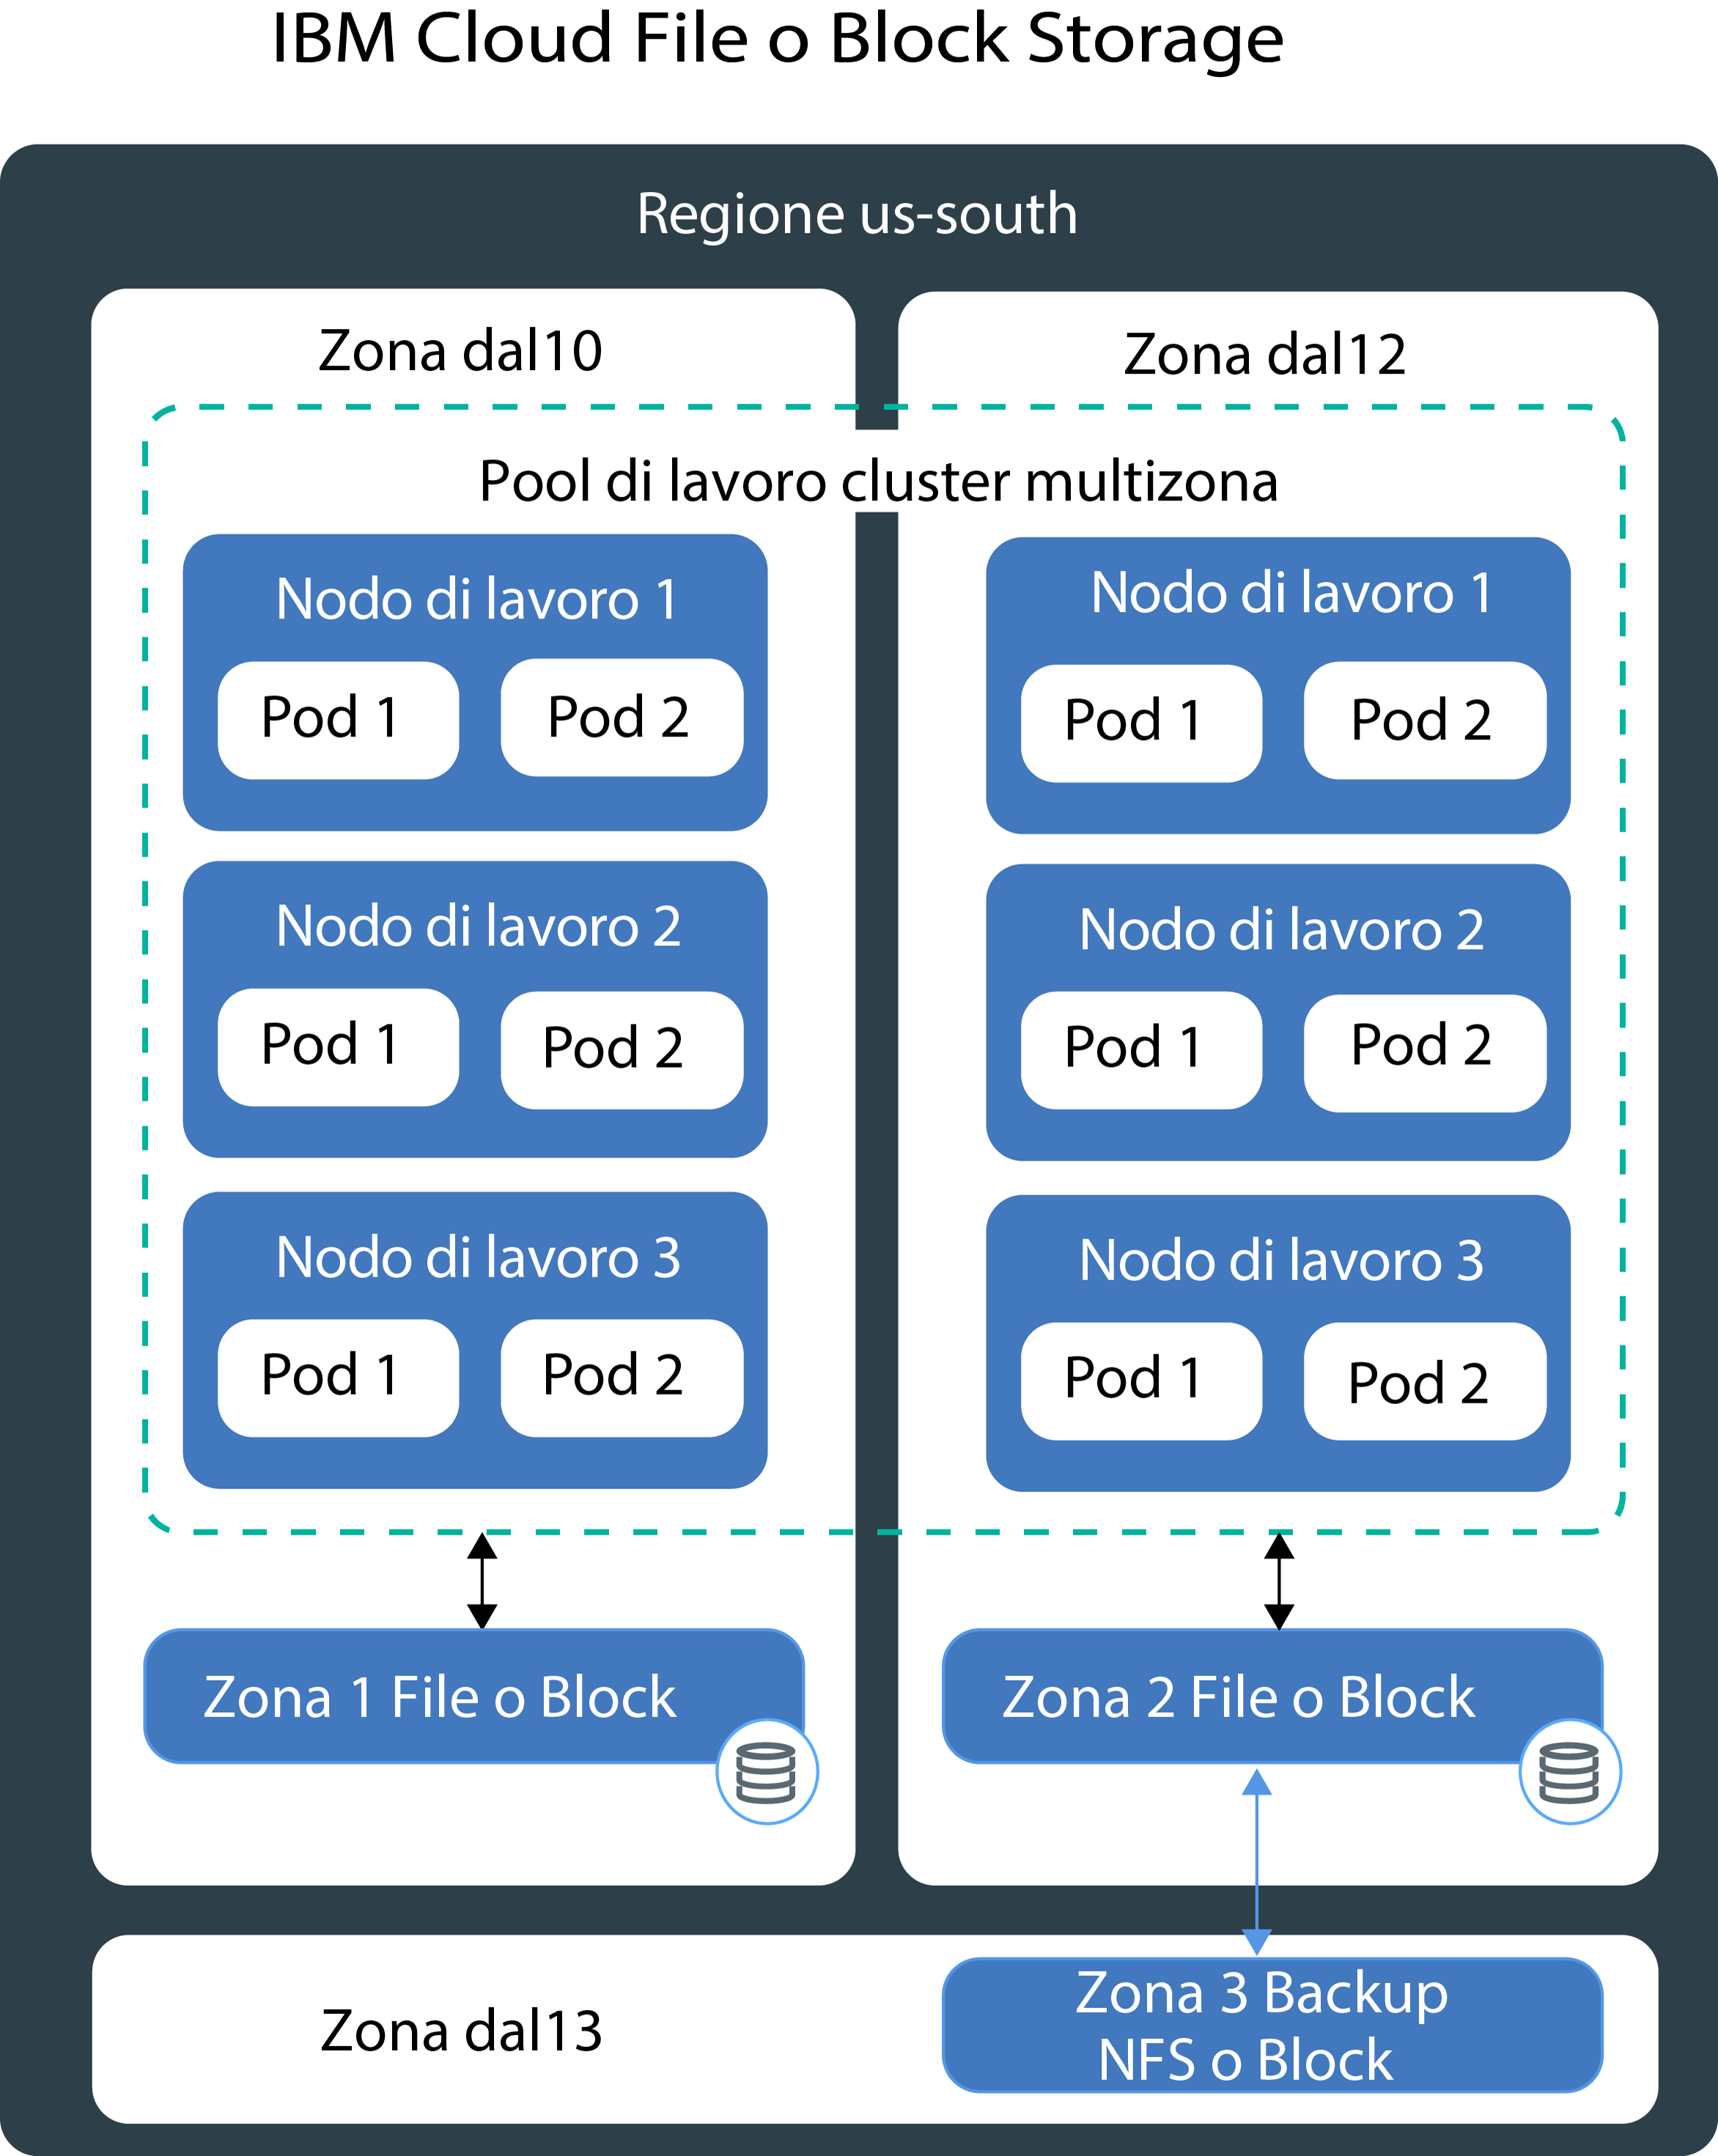 IBM Cloud File o Block Storage
Regione us-south
Zona dal10
Zona dal12
Pool di lavoro cluster multizona
Nodo di lavoro 1
Pod 1
Pod 2
Nodo di lavoro 2
Pod 1
Pod 2
Nodo di lavoro 3
Pod 1
Pod 2
Nodo di lavoro 1
Pod 1
Pod 2
Nodo di lavoro 2
Pod 1
Pod 2
Nodo di lavoro 3
Pod 1
Pod 2
Zona 1 File o Block
Zona 2 File o Block
Zona dal13
Zona 3 Backup
NFS o Block